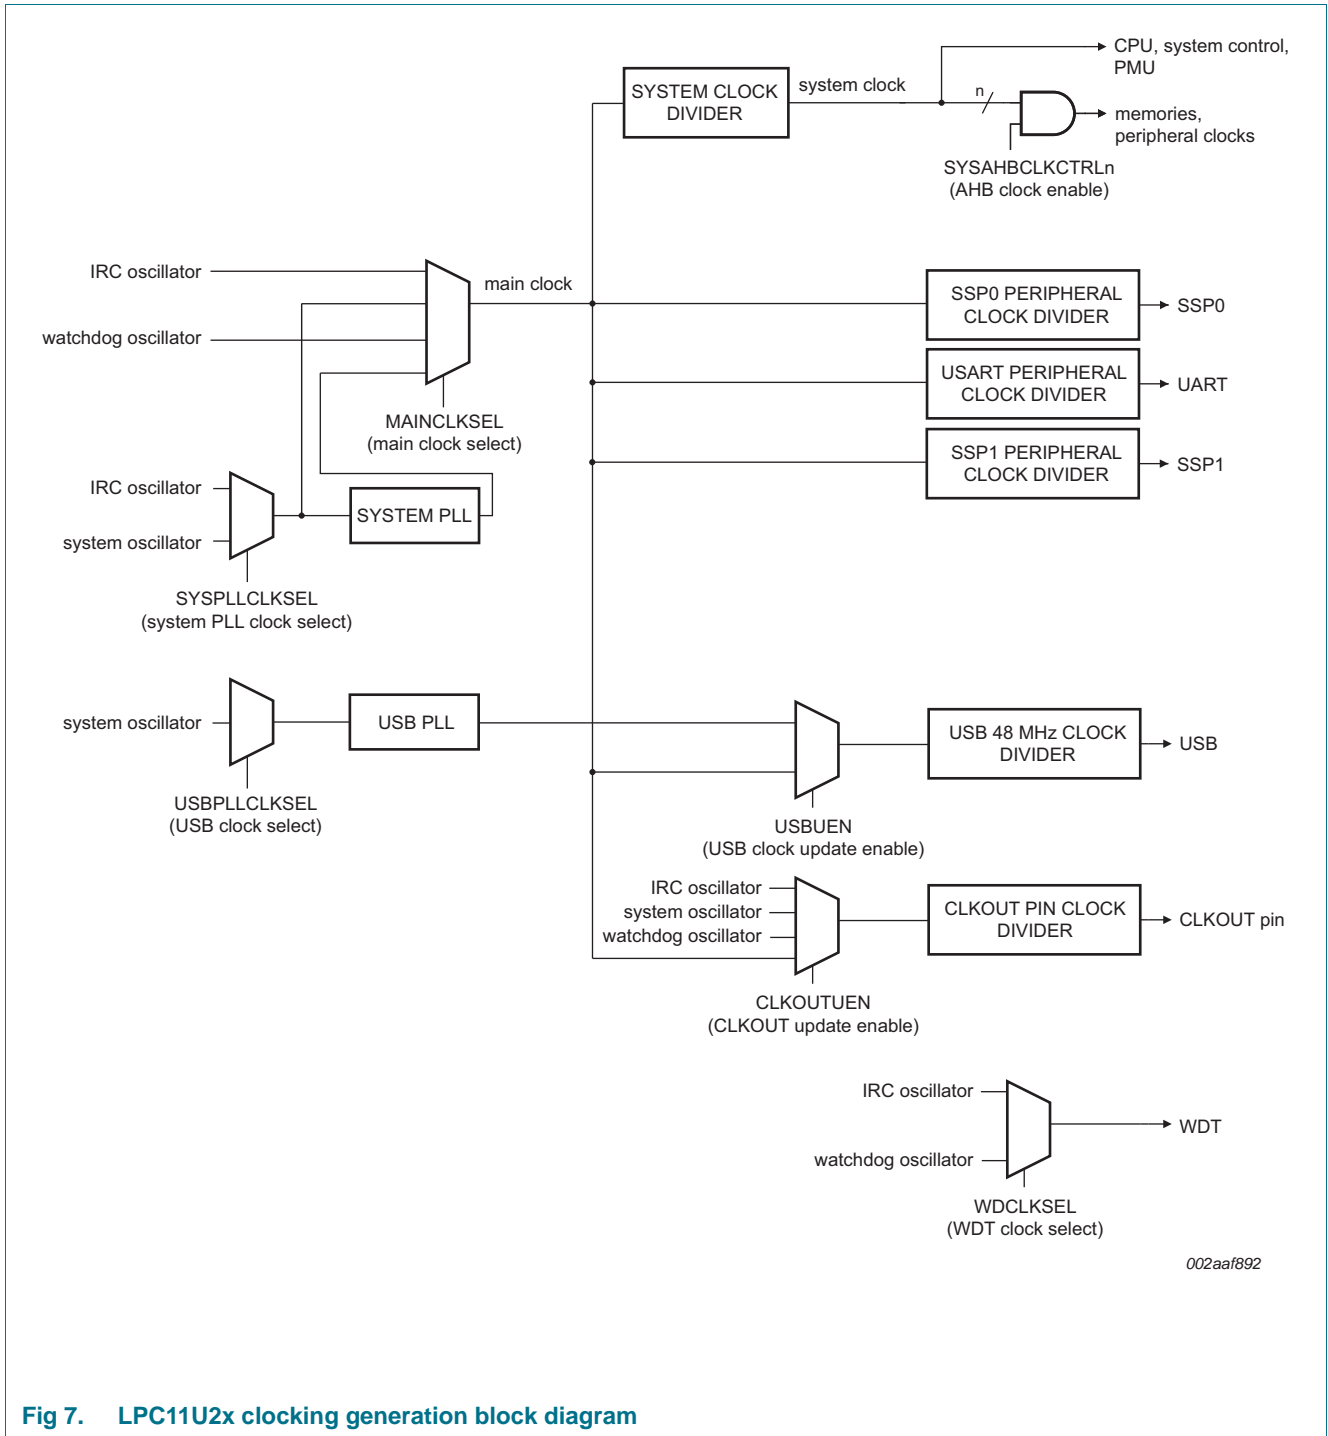 CPU, system control,
PMU
SYSTEM CLOCK
DIVIDER
system clock
n
memories,
peripheral clocks
SYSAHBCLKCTRLn
(AHB clock enable)
IRC oscillator
main clock
watchdog oscillator
MAINCLKSEL
(main clock select)
SSP0 PERIPHERAL
CLOCK DIVIDER
SSP0
USART PERIPHERAL
CLOCK DIVIDER
UART
SSP1 PERIPHERAL
CLOCK DIVIDER
SSP1
IRC oscillator
system oscillator
SYSTEM PLL
SYSPLLCLKSEL
(system PLL clock select)
system oscillator
USB PLL
USBPLLCLKSEL
(USB clock select)
USB 48 MHz CLOCK
DIVIDER
USB
USBUEN
(USB clock update enable)
IRC oscillator
system oscillator
watchdog oscillator
CLKOUT PIN CLOCK
DIVIDER
CLKOUT pin
CLKOUTUEN
(CLKOUT update enable)
IRC oscillator
watchdog oscillator
WDT
WDCLKSEL
(WDT clock select)
002aaf892
Fig 7. LPC11U2x clocking generation block diagram